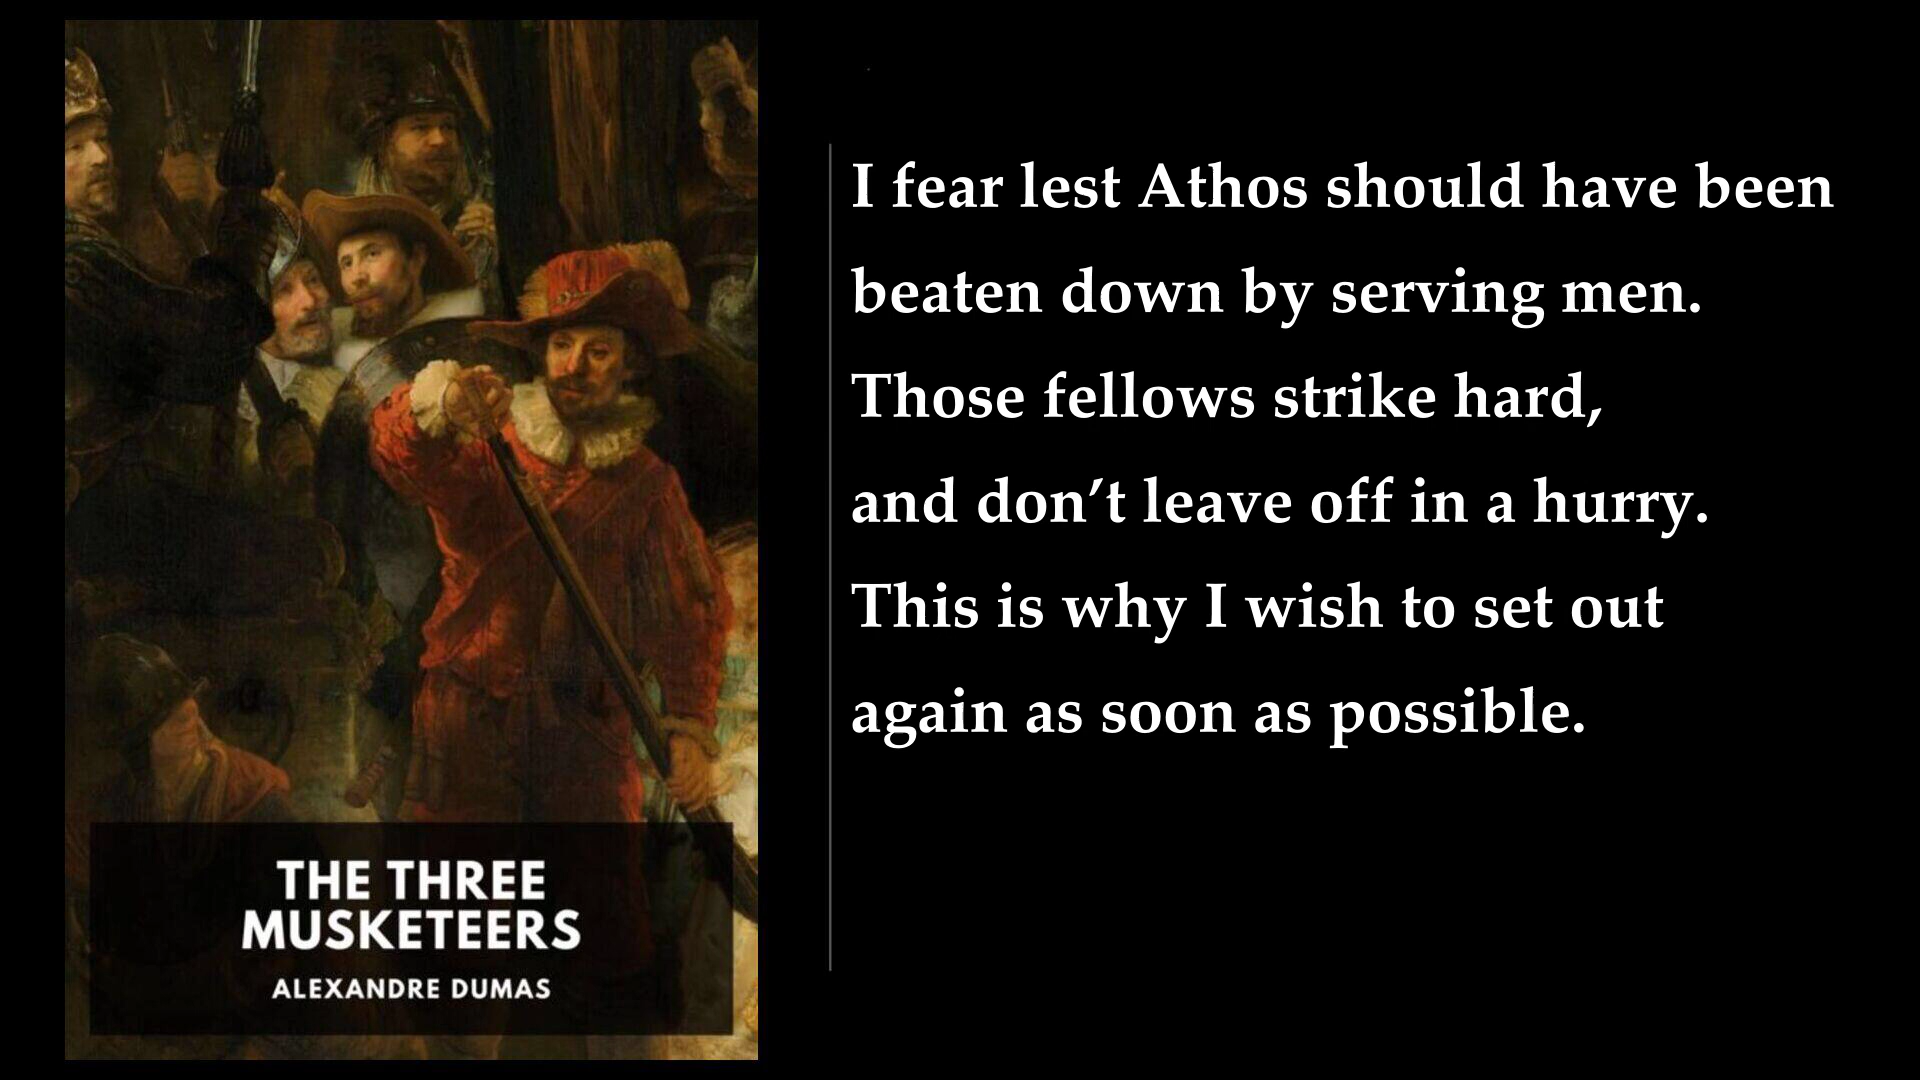 THE THREE
MUSKETEERS
ALEXANDRE DUMAS
I fear lest Athos should have been
beaten down by serving men.
Those fellows strike hard,
and don’t leave off in a hurry.
This is why I wish to set out
again as soon as possible.